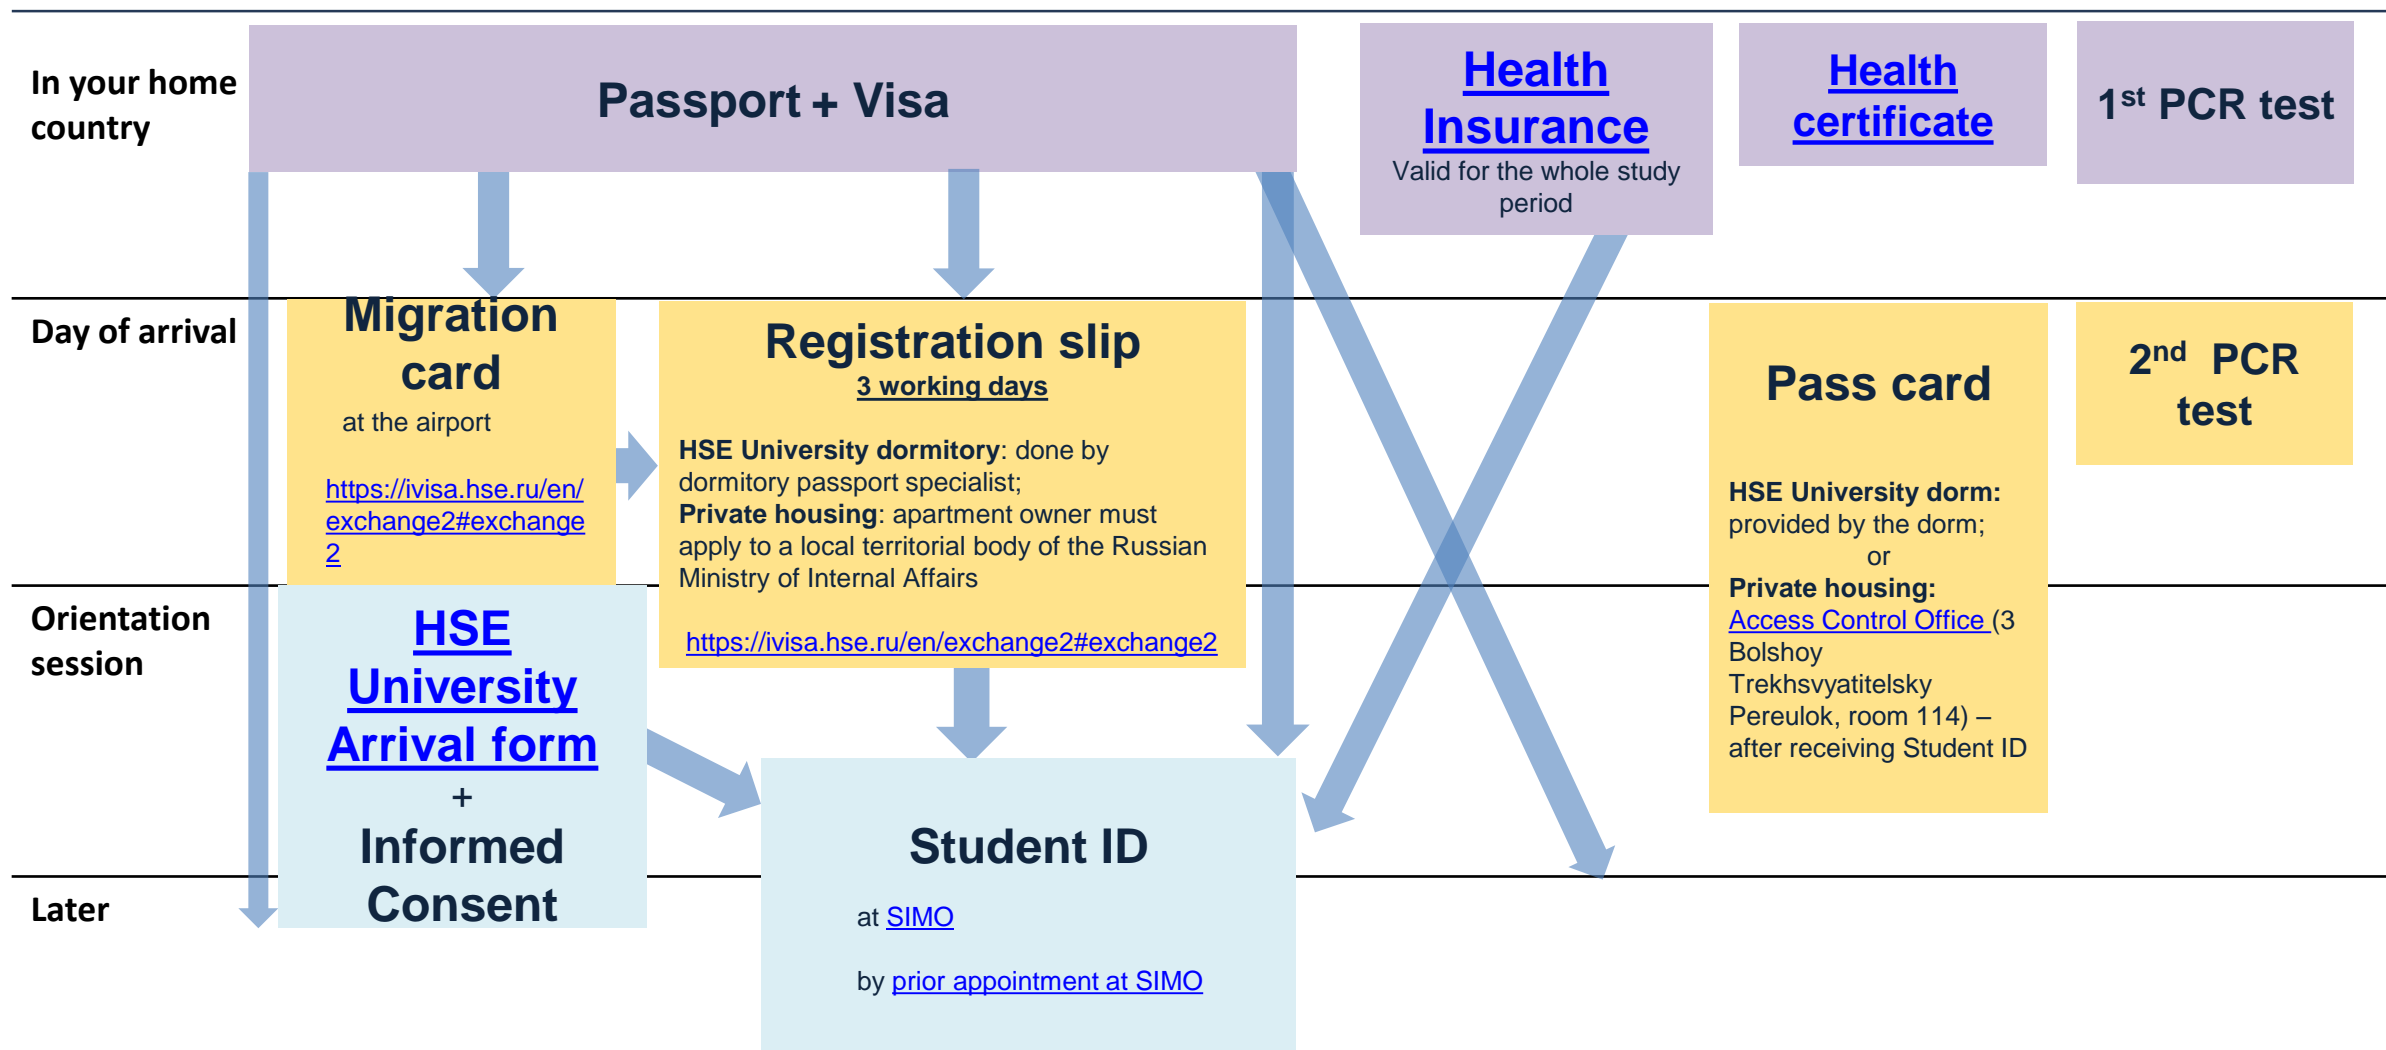 In your home
country
Passport + Visa
Health
Insurance
Valid for the whole study
period
Health
certificate
1st PCR test
Day of arrival
Migration
card
at the airport
https://ivisa.hse.ru/en/
exchange2#exchange
2
Registration slip
3 working days
HSE University dormitory: done by
dormitory passport specialist;
Private housing: apartment owner must
apply to a local territorial body of the Russian
Ministry of Internal Affairs
https://ivisa.hse.ru/en/exchange2#exchange2
Pass card
HSE University dorm:
provided by the dorm;
or
Private housing:
Access Control Office (3
Bolshoy
Trekhsvyatitelsky
Pereulok, room 114) –
after receiving Student ID
2nd PCR
test
Orientation
session
HSE
University
Arrival form
+
Informed
Consent
Student ID
at SIMO
by prior appointment at SIMO
Later